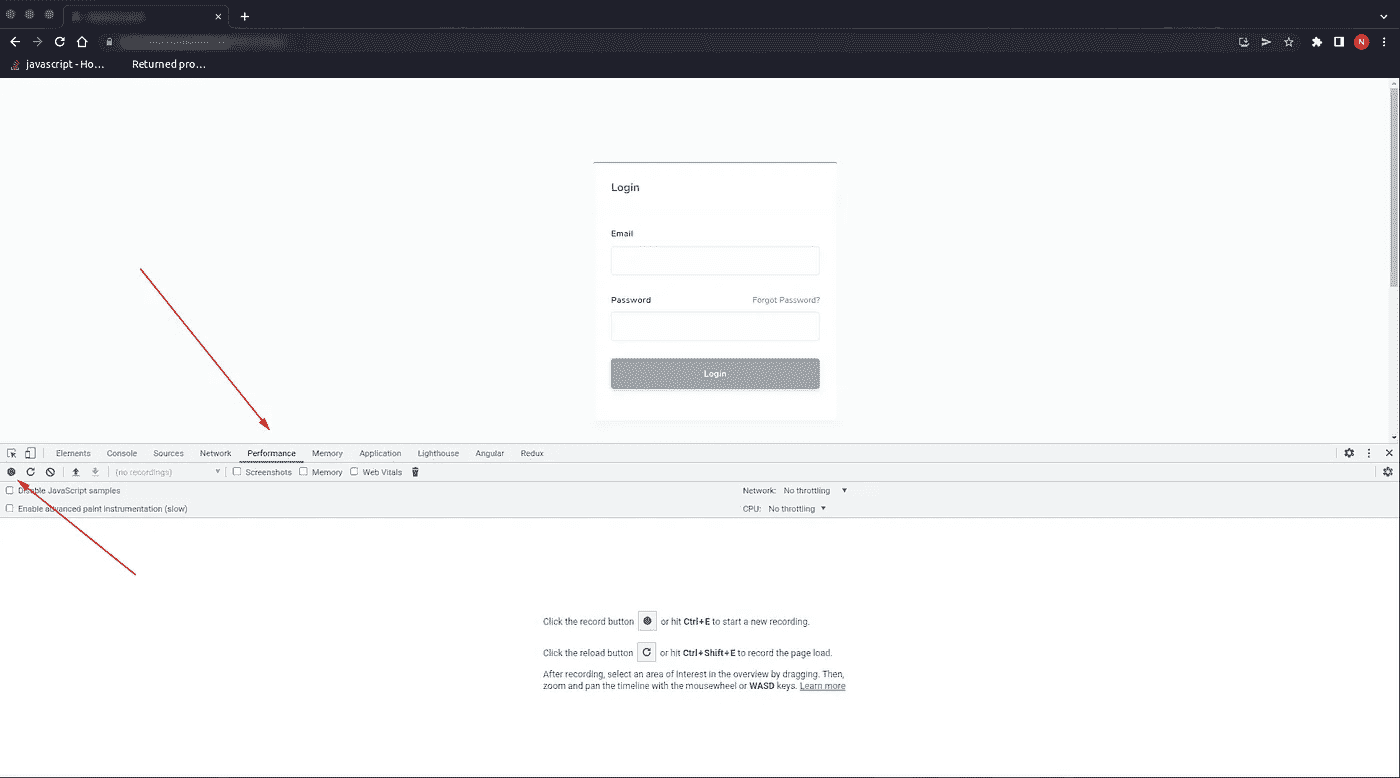 javascript - Ho... Returned pro...
N
Login
Email
Password Forgot Password?
Login
Elements Console Sources Network Performance Memory Application Lighthouse Angular Redux
(no recordings) Screenshots Memory Web Vitals
Disable JavaScript samples Network: No throttling
Enable advanced paint instrumentation (slow) CPU: No throttling
Click the record button or hit Ctrl+E to start a new recording.
Click the reload button or hit Ctrl+Shift+E to record the page load.
After recording, select an area of interest in the overview by dragging. Then,
zoom and pan the timeline with the mousewheel or WASD keys. Learn more